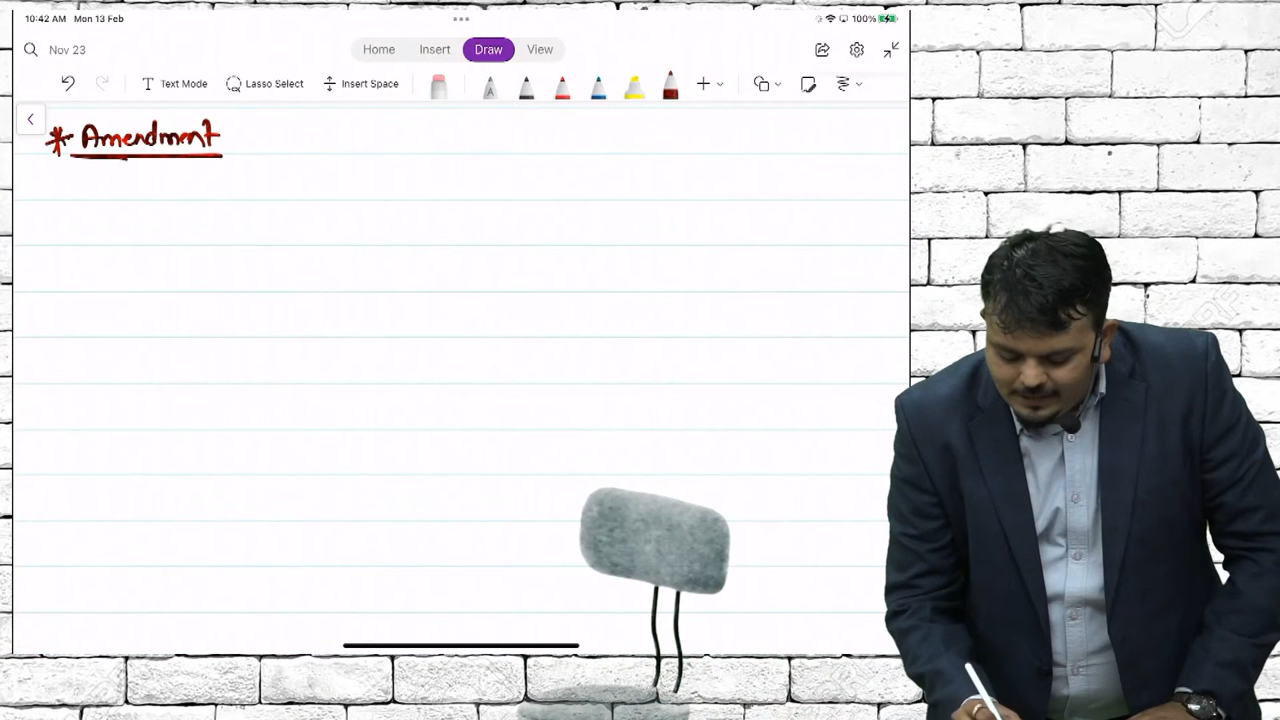 10:42 AM Mon 13 Feb
100%
Nov 23
Home Insert Draw View
Text Mode Lasso Select Insert Space
* Amendment